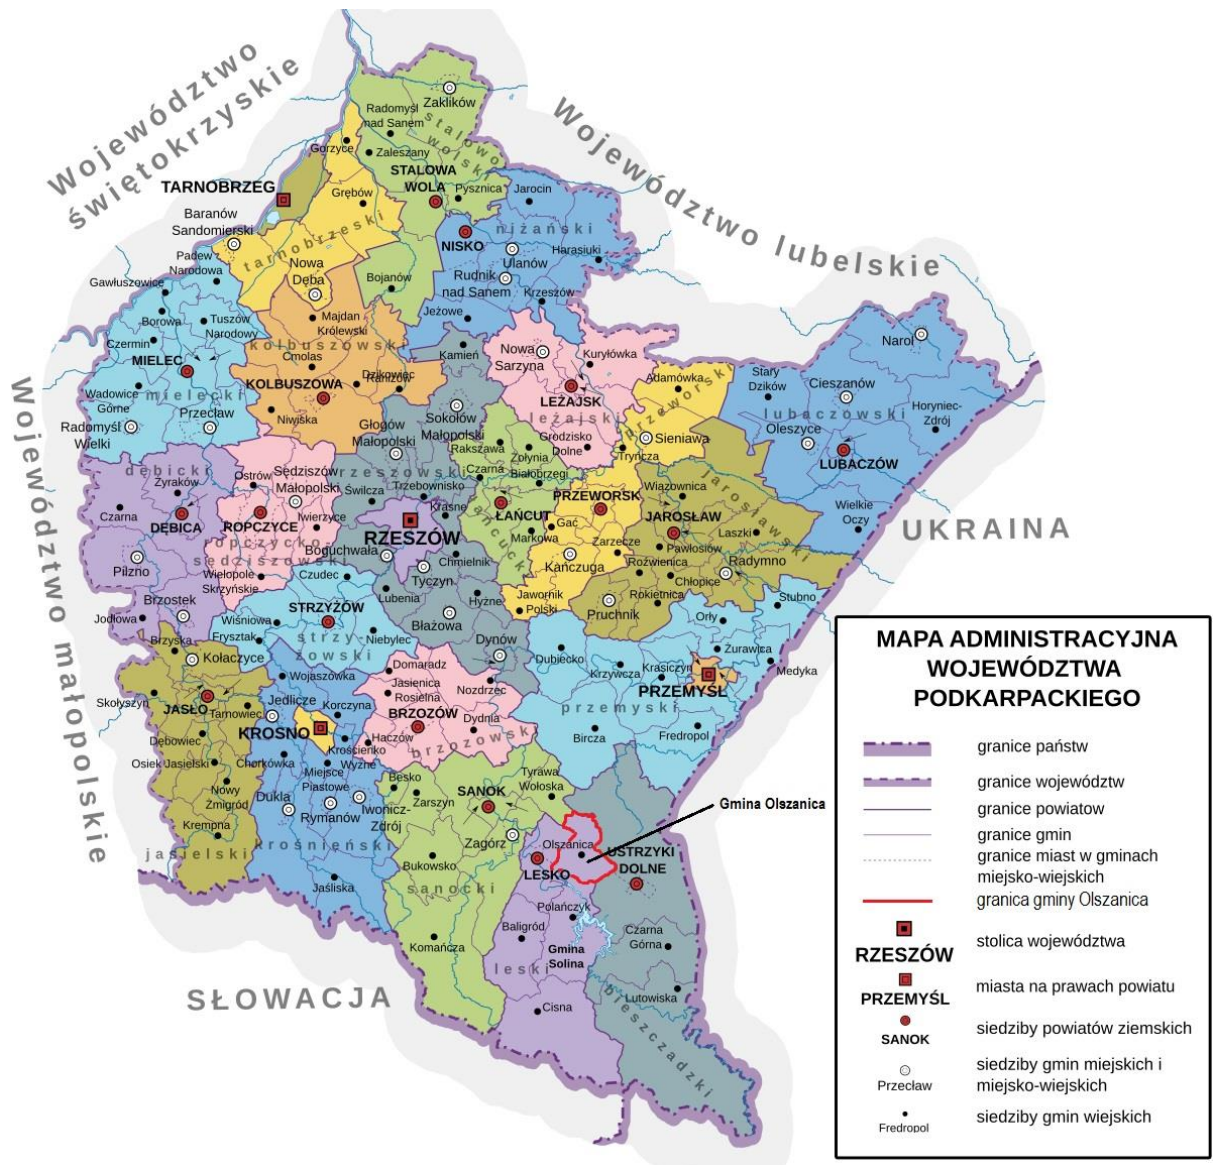 Województwo
świętokrzyskie
Województwo lubelskie
Województwo małopolskie
UKRAINA
SŁOWACJA
Zaklików
Radomyśl
nad Sanem
stalowo
wolski
Gorzyce
Zaleszany
STALOWA
WOLA
Pysznica
Jarocin
TARNOBRZEG
Grębów
Baranów
Sandomierski
tarnobrzeski
NISKO
niżański
Ulanów
Harasiuki
Rudnik
nad Sanem
Krzeszów
Jeżowe
Bojanów
Nowa
Dęba
Padew
Narodowa
Gawłuszowice
Borowa
Tuszów
Narodowy
Czermin
MIELEC
mielecki
Wadowice
Górne
Przecław
Radomyśl
Wielki
Majdan
Królewski
kolbuszowski
Cmolas
Dzikowiec
Raniżów
KOLBUSZOWA
Niwiska
Kamień
Nowa
Sarzyna
Kuryłówka
LEŻAJSK
leżajski
Grodzisko
Dolne
Adamówka
przeworski
Sieniawa
Tryńcza
Narol
Stary
Dzików
Cieszanów
lubaczowski
Oleszyce
Horyniec-
Zdrój
LUBACZÓW
Wielkie
Oczy
Głogów
Małopolski
Sokołów
Małopolski
rzeszowski
Trzebownisko
Świlcza
Krasne
RZESZÓW
Boguchwała
Tyczyn
Chmielnik
Lubenia
Hyżne
Błażowa
Dynów
Rakszawa
Żołynia
Czarna
Białobrzegi
ŁAŃCUT
Markowa
łańcucki
PRZEWORSK
Gać
Zarzecze
Kańczuga
Jawornik
Polski
Wiązownica
jarosławski
JAROSŁAW
Laszki
Pawłosiów
Radymno
Roźwienica
Chłopice
Rokietnica
Pruchnik
dębicki
Żyraków
Czarna
DĘBICA
Pilzno
Brzostek
Jodłowa
Ostrów
Sędziszów
Małopolski
ROPCZYCE
Iwierzyce
ropczycko
sędziszowski
Wielopole
Skrzyńskie
Czudec
STRZYŻÓW
Wiśniowa
Frysztak
strzy-
żowski
Niebylec
Stubno
Orły
Żurawica
Medyka
Krasiczyn
PRZEMYŚL
Dubiecko
Krzywcza
przemyski
Bircza
Fredropol
Brzyska
Kołaczyce
Skołyszyn
JASŁO
Tarnowiec
Dębowiec
Osiek Jasielski
Nowy
Żmigród
Krempna
jasielski
Wojaszówka
Jedlicze
Korczyna
KROSNO
Krościenko
Wyżne
Chorkówka
Miejsce
Piastowe
Dukla
Rymanów
Iwonicz-
Zdrój
krośnieński
Jaśliska
Domaradz
Jasienica
Rosielna
Nozdrzec
BRZOZÓW
Dydnia
Haczów
brzozowski
Besko
Zarszyn
SANOK
Tyrawa
Wołoska
Zagórz
Bukowsko
sanocki
Komańcza
Olszanica
LESKO
Polańczyk
Baligród
Gmina
Solina
leski
Cisna
USTRZYKI
DOLNE
Czarna
Górna
Lutowiska
bieszczadzki
Gmina Olszanica
MAPA ADMINISTRACYJNA
WOJEWÓDZTWA
PODKARPACKIEGO
granice państw
granice województw
granice powiatow
granice gmin
granice miast w gminach
miejsko-wiejskich
granica gminy Olszanica
RZESZÓW
stolica województwa
PRZEMYŚL
miasta na prawach powiatu
SANOK
siedziby powiatów ziemskich
Przecław
siedziby gmin miejskich i
miejsko-wiejskich
Fredropol
siedziby gmin wiejskich